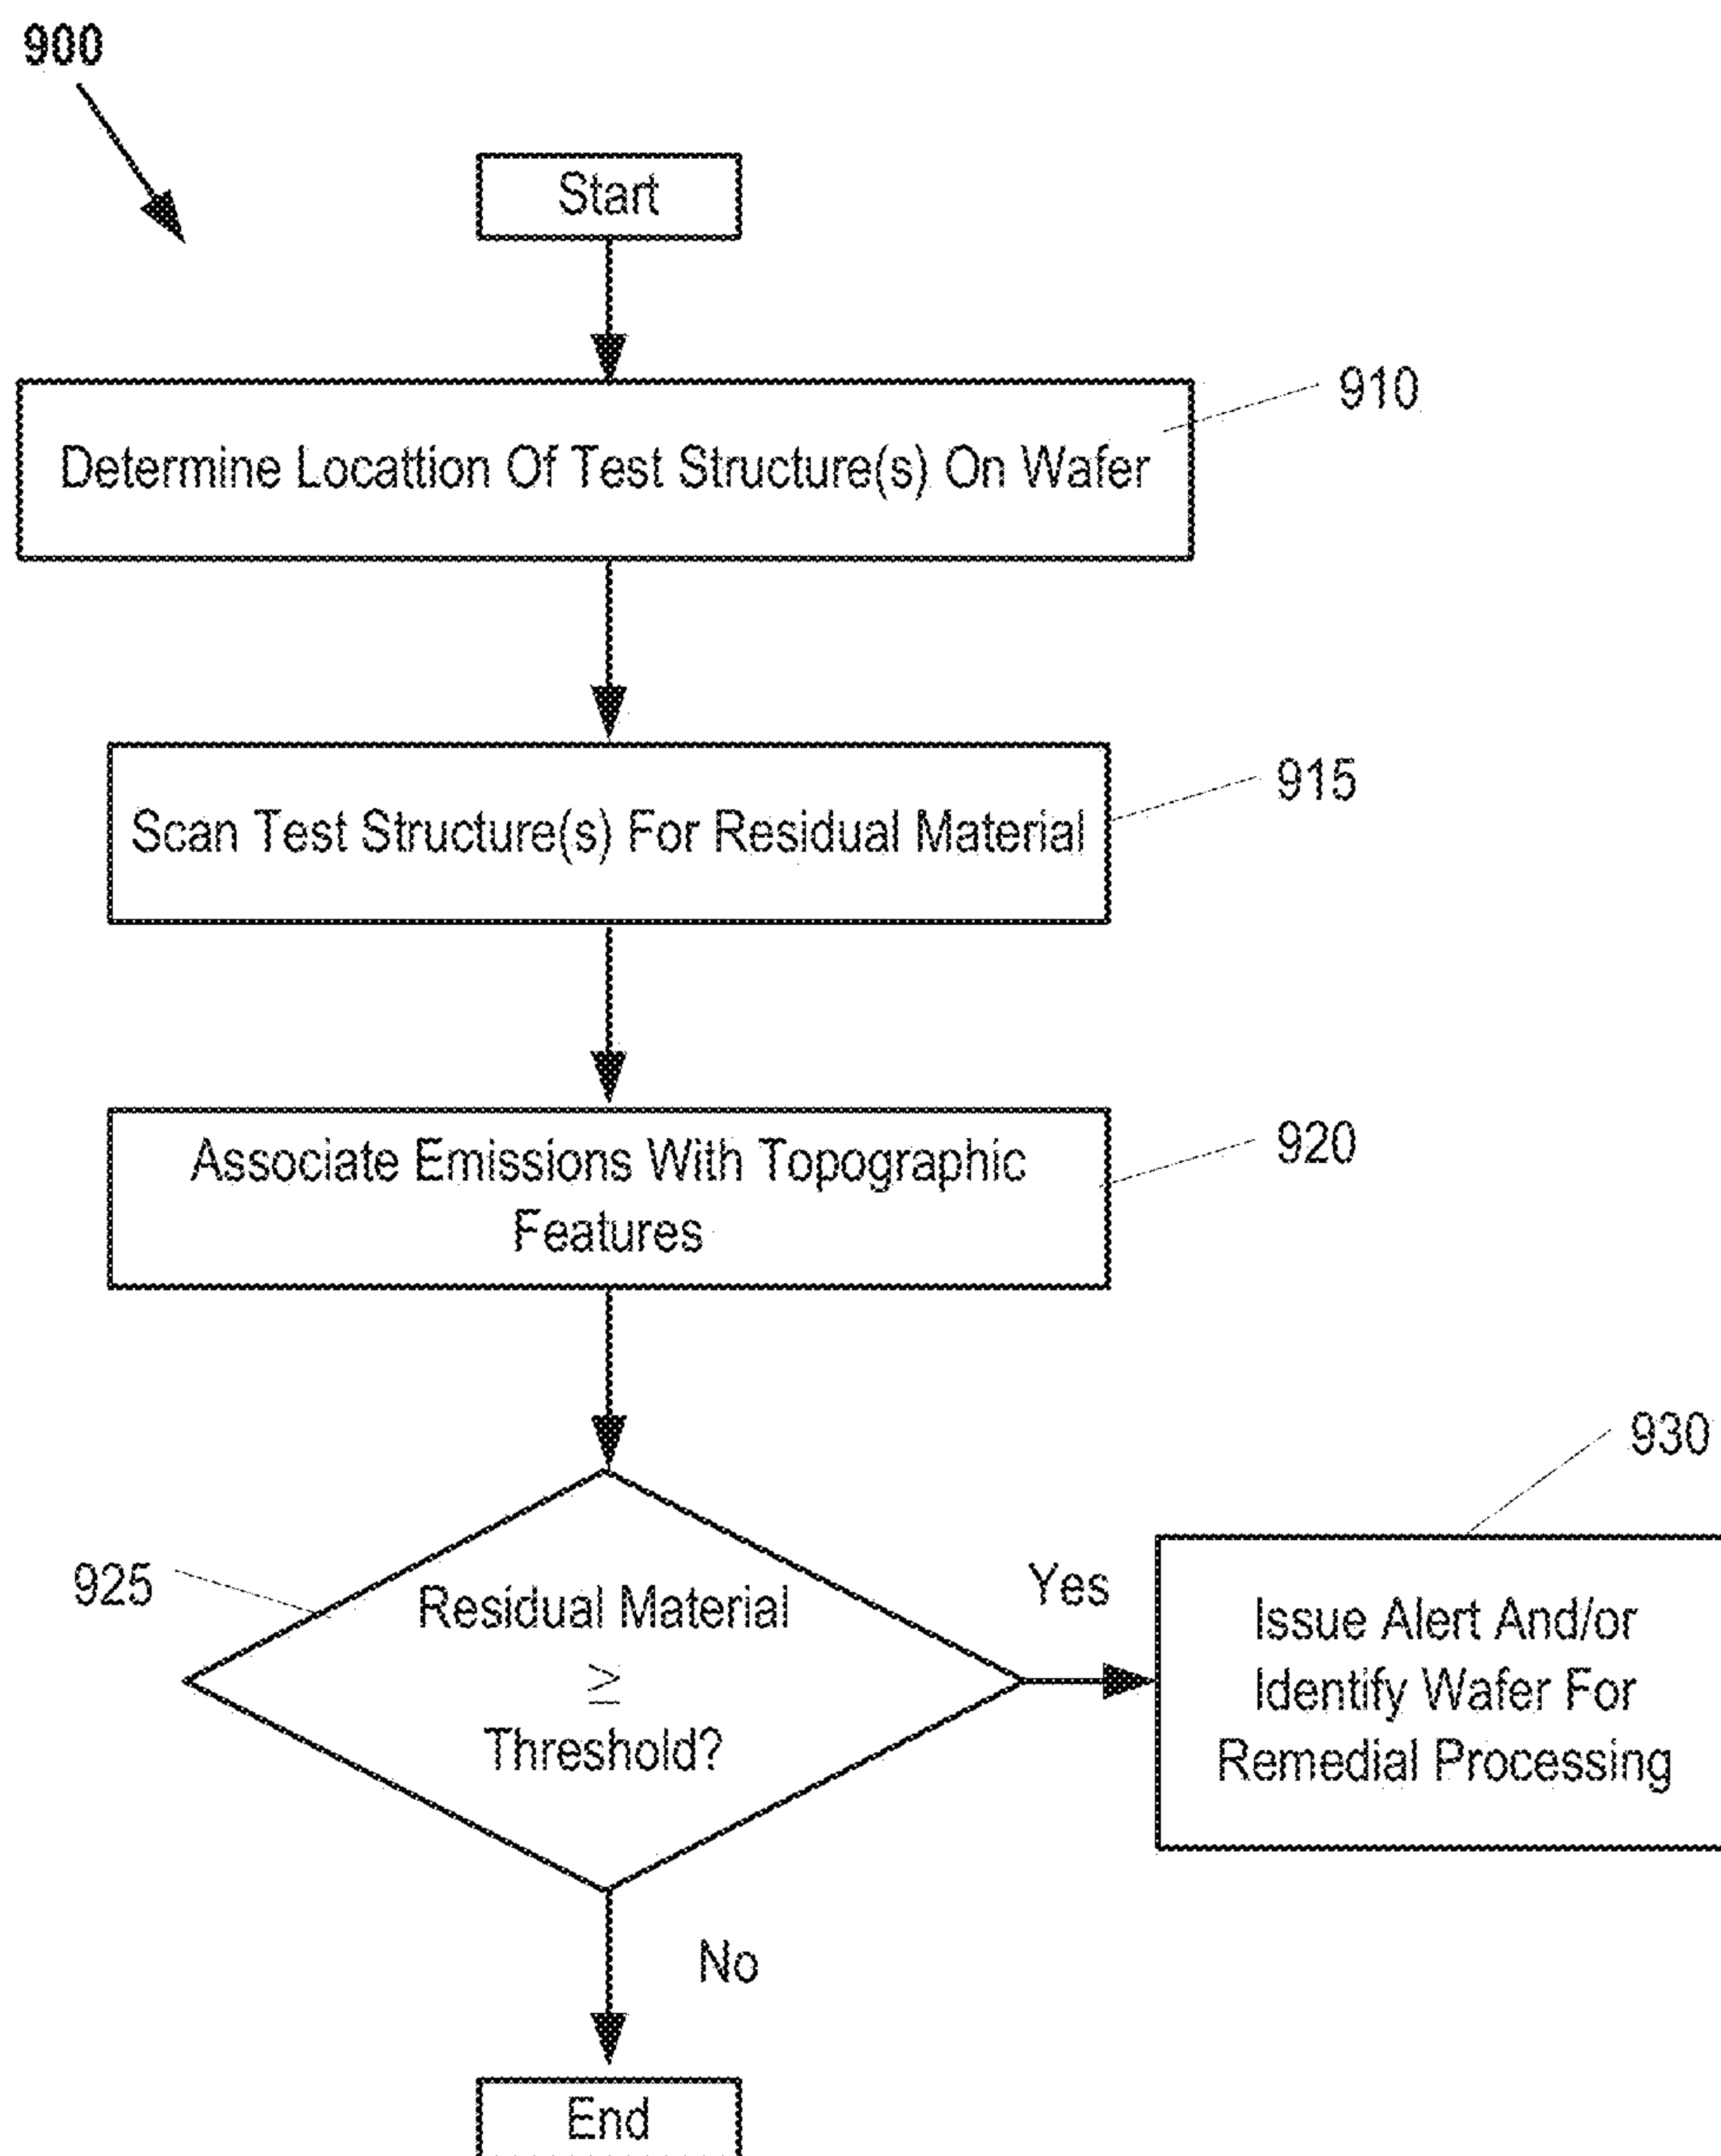 900
Start
910
Determine Locattion Of Test Structure(s) On Wafer
915
Scan Test Structure(s) For Residual Material
920
Associate Emissions With Topographic
Features
930
925
Residual Material
≥
Threshold?
Yes
Issue Alert And/or
Identify Wafer For
Remedial Processing
No
End